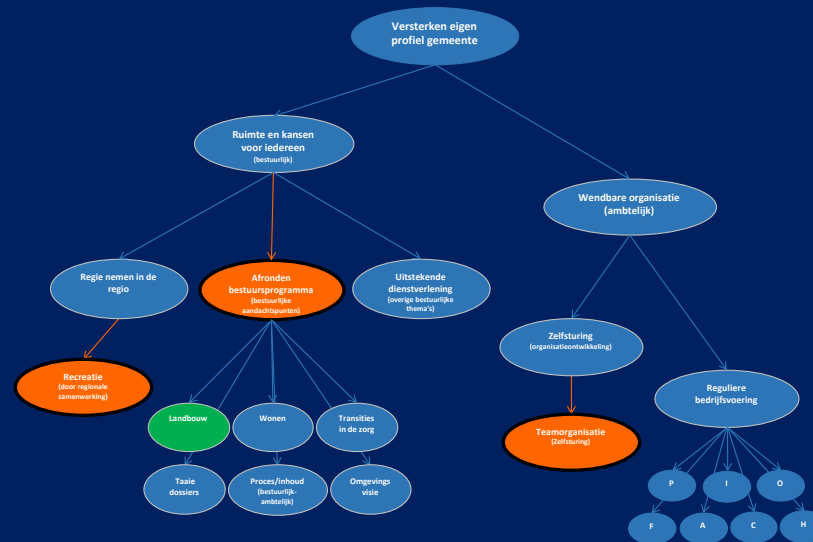 Versterken eigen
profiel gemeente
Ruimte en kansen
voor iedereen
(bestuurlijk)
Wendbare organisatie
(ambtelijk)
Regie nemen in de
regio
Afronden
bestuursprogramma
(bestuurlijke
aandachtspunten)
Uitstekende
dienstverlening
(overige bestuurlijke
thema's)
Zelfsturing
(organisatieontwikkeling)
Recreatie
(door regionale
samenwerking)
Reguliere
bedrijfsvoering
Landbouw
Wonen
Transities
in de zorg
Teamorganisatie
(Zelfsturing)
Taaie
dossiers
Proces/inhoud
(bestuurlijk-
ambtelijk)
Omgevings
visie
P
I
O
F
A
C
H